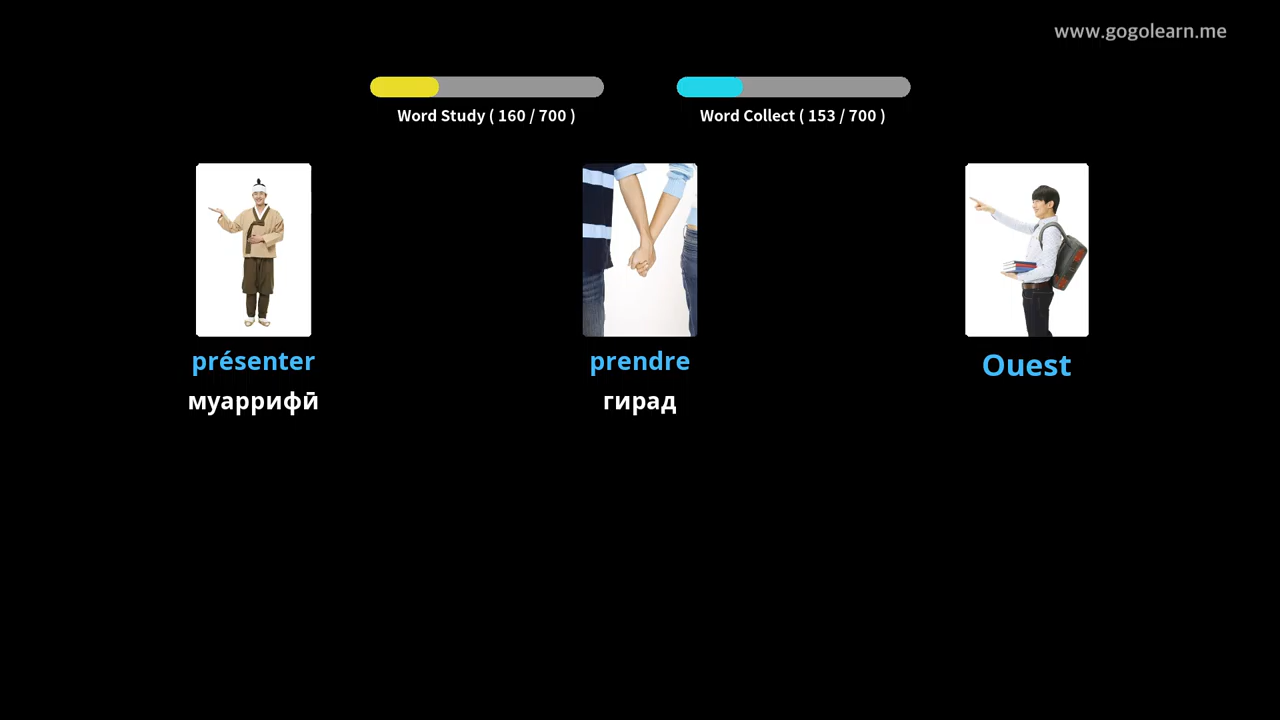 www.gogolearn.me
Word Study ( 160 / 700 )
Word Collect ( 153 / 700 )
présenter
prendre
Ouest
муаррифӣ
гирад